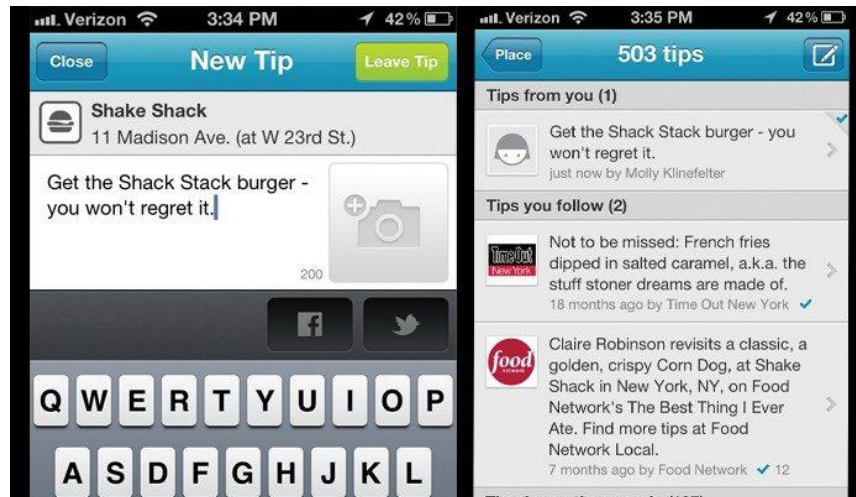 Verizon 3:34 PM 42%
Close New Tip Leave Tip
Shake Shack
11 Madison Ave. (at W 23rd St.)
Get the Shack Stack burger -
you won't regret it.
200
Q W E R T Y U I O P
A S D F G H J K L
Verizon 3:35 PM 42%
Place 503 tips
Tips from you (1)
Get the Shack Stack burger - you
won't regret it.
just now by Molly Klinefelter
Tips you follow (2)
TimeOut
New York
Not to be missed: French fries
dipped in salted caramel, a.k.a. the
stuff stoner dreams are made of.
18 months ago by Time Out New York
food
network
Claire Robinson revisits a classic, a
golden, crispy Corn Dog, at Shake
Shack in New York, NY, on Food
Network's The Best Thing I Ever
Ate. Find more tips at Food
Network Local.
7 months ago by Food Network 12